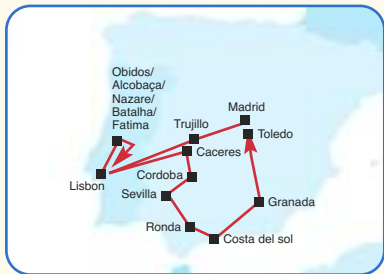 Obidos/
Alcobaça/
Nazare/
Batalha/
Fatima
Madrid
Trujillo
Toledo
Caceres
Lisbon
Cordoba
Sevilla
Granada
Ronda
Costa del sol